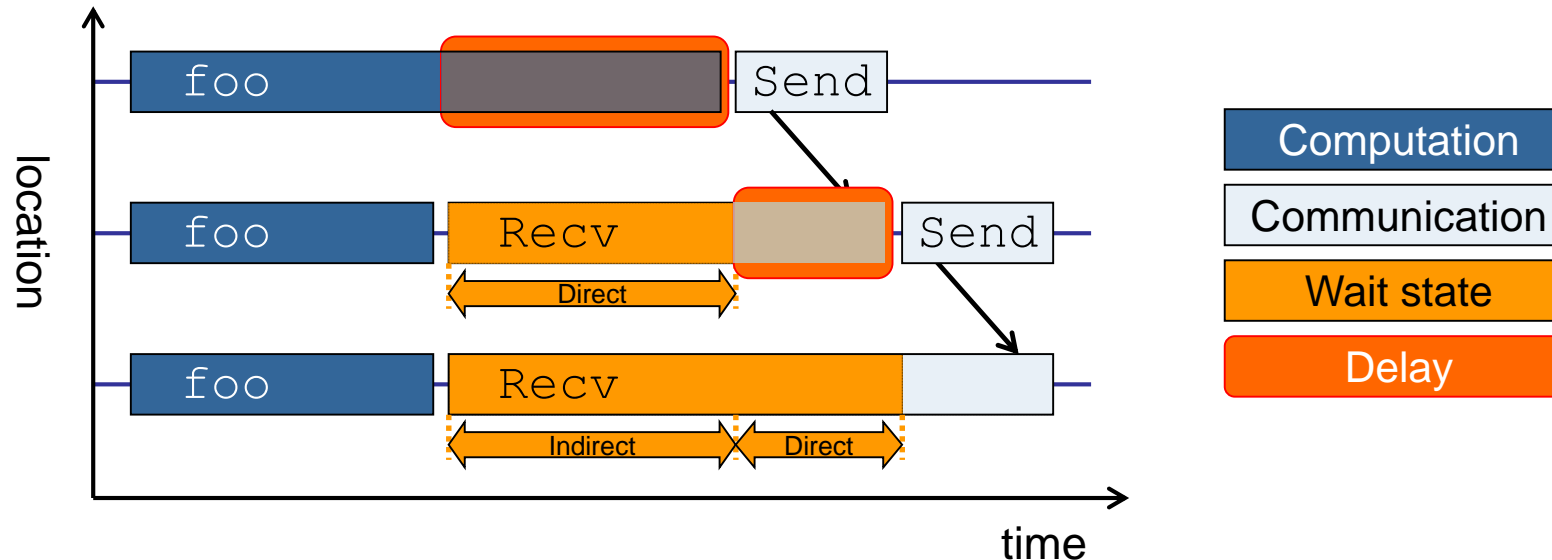 foo
Send
location
foo
Recv
Send
Direct
foo
Recv
Indirect
Direct
time
Computation
Communication
Wait state
Delay